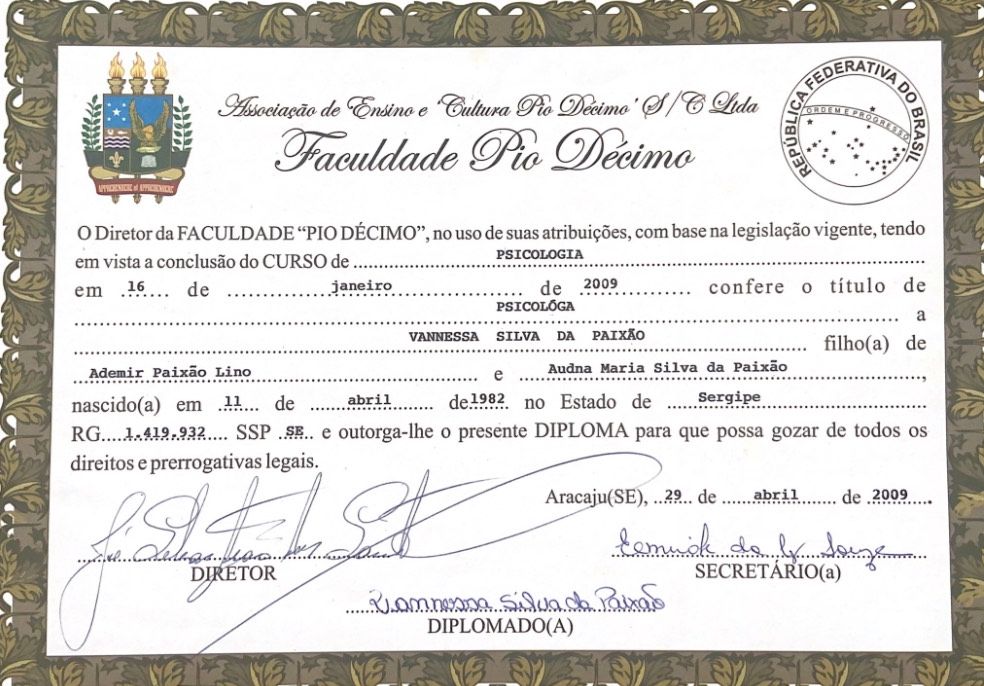 Associação de Ensino e 'Cultura Pio Décimo' S/C Ltda
Faculdade Pio Décimo
REPÚBLICA FEDERATIVA DO BRASIL
ORDEM E PROGRESSO
APPREHENDERE et APPREHENDERE
O Diretor da FACULDADE “PIO DÉCIMO”, no uso de suas atribuições, com base na legislação vigente, tendo
em vista a conclusão do CURSO de PSICOLOGIA
em 16 de janeiro de 2009 confere o título de
PSICOLÓGA a
VANNESSA SILVA DA PAIXÃO filho(a) de
Ademir Paixão Lino e Audna Maria Silva da Paixão,
nascido(a) em 11 de abril de 1982 no Estado de Sergipe
RG 1.419.932 SSP SE e outorga-lhe o presente DIPLOMA para que possa gozar de todos os
direitos e prerrogativas legais.
Aracaju(SE), 29 de abril de 2009.
DIRETOR
SECRETÁRIO(a)
Vannessa Silva da Paixão
DIPLOMADO(A)